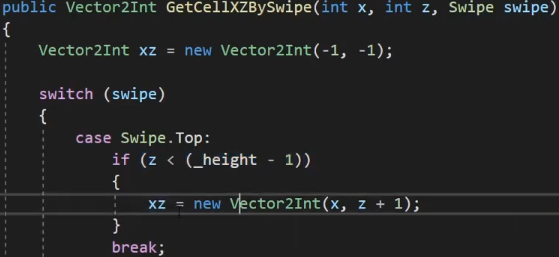 public Vector2Int GetCellXZBySwipe(int x, int z, Swipe swipe)
{
Vector2Int xz = new Vector2Int(-1, -1);
switch (swipe)
{
case Swipe.Top:
if (z < (_height - 1))
{
xz = new Vector2Int(x, z + 1);
}
break;